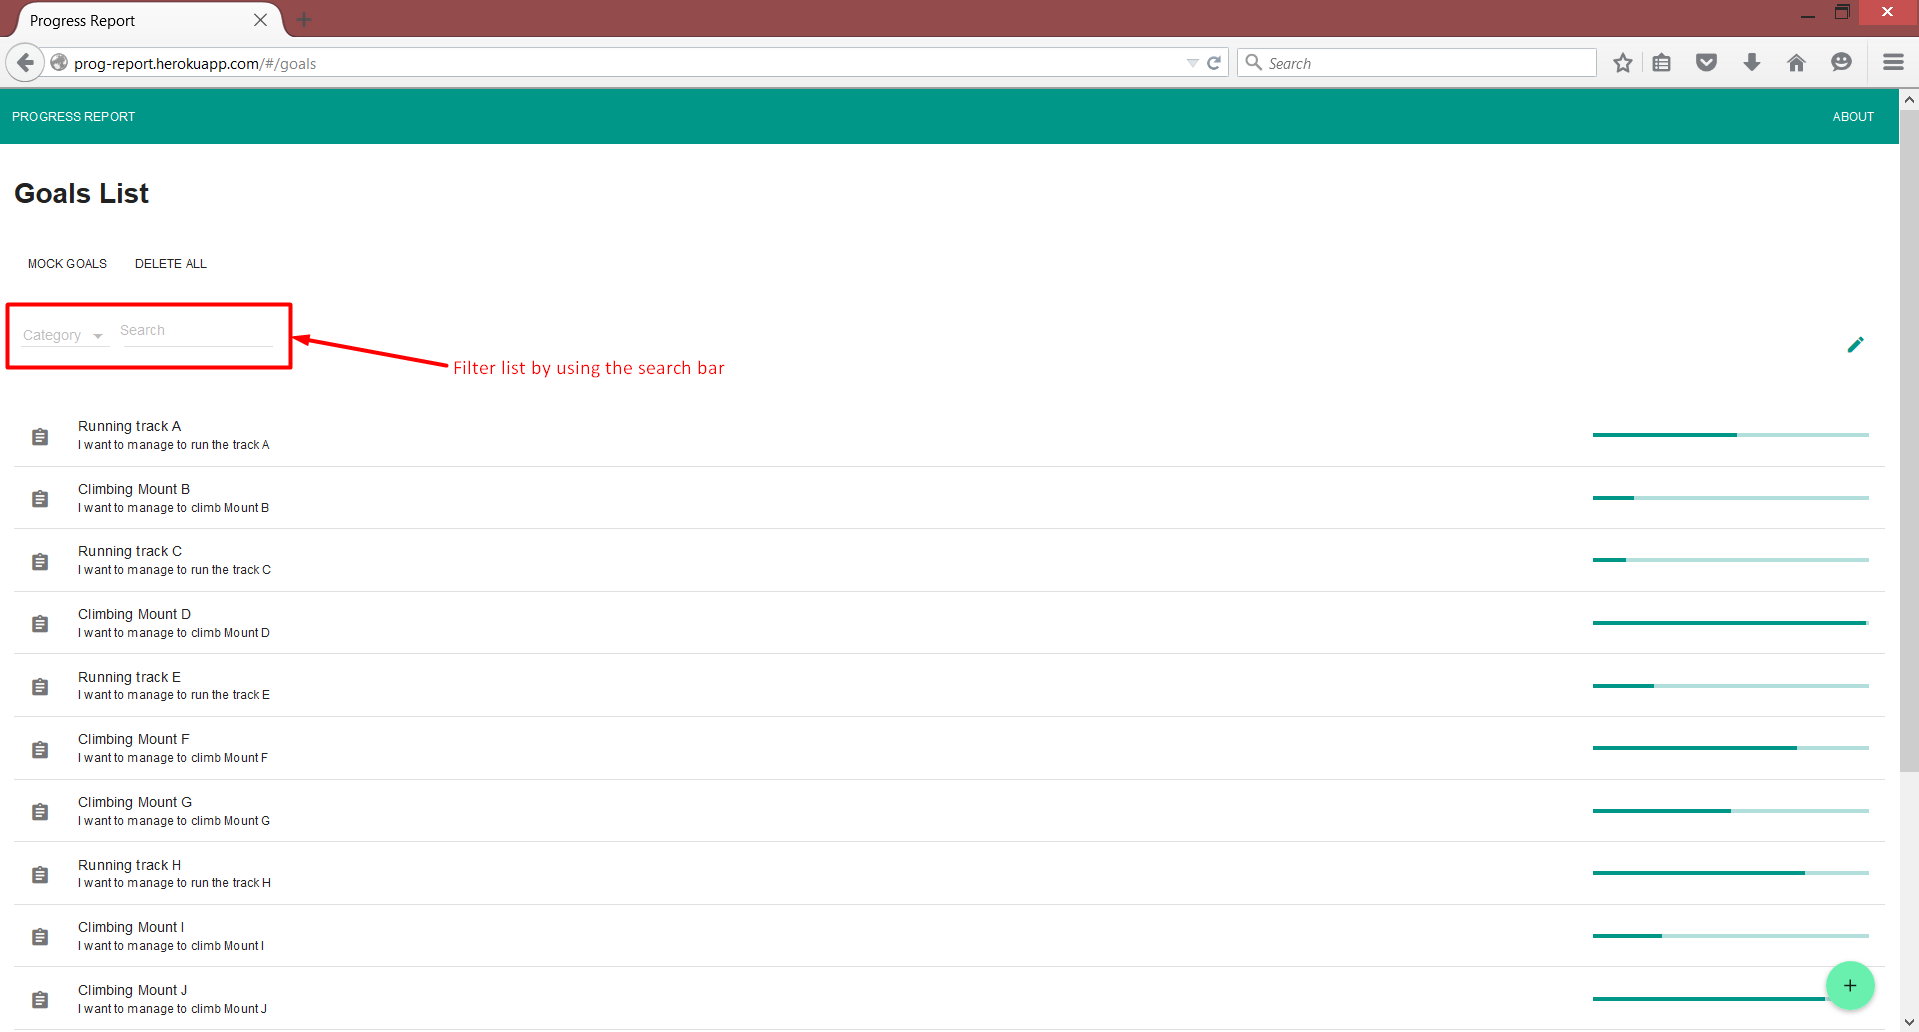 Progress Report
prog-report.herokuapp.com/#/goals
Search
PROGRESS REPORT
ABOUT
Goals List
MOCK GOALS
DELETE ALL
Category
Search
Filter list by using the search bar
Running track A
I want to manage to run the track A
Climbing Mount B
I want to manage to climb Mount B
Running track C
I want to manage to run the track C
Climbing Mount D
I want to manage to climb Mount D
Running track E
I want to manage to run the track E
Climbing Mount F
I want to manage to climb Mount F
Climbing Mount G
I want to manage to climb Mount G
Running track H
I want to manage to run the track H
Climbing Mount I
I want to manage to climb Mount I
Climbing Mount J
I want to manage to climb Mount J